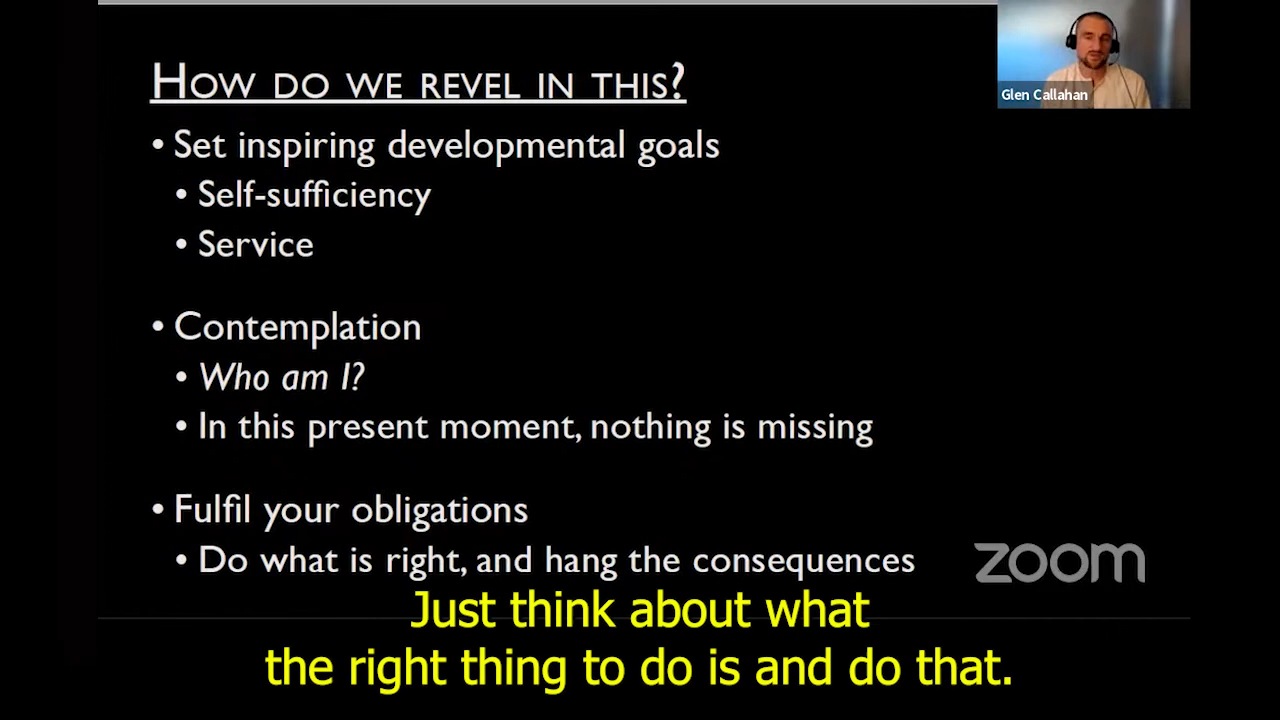 HOW DO WE REVEL IN THIS?
• Set inspiring developmental goals
• Self-sufficiency
• Service
• Contemplation
• Who am I?
• In this present moment, nothing is missing
• Fulfil your obligations
• Do what is right, and hang the consequences
Glen Callahan
zoom
Just think about what
the right thing to do is and do that.